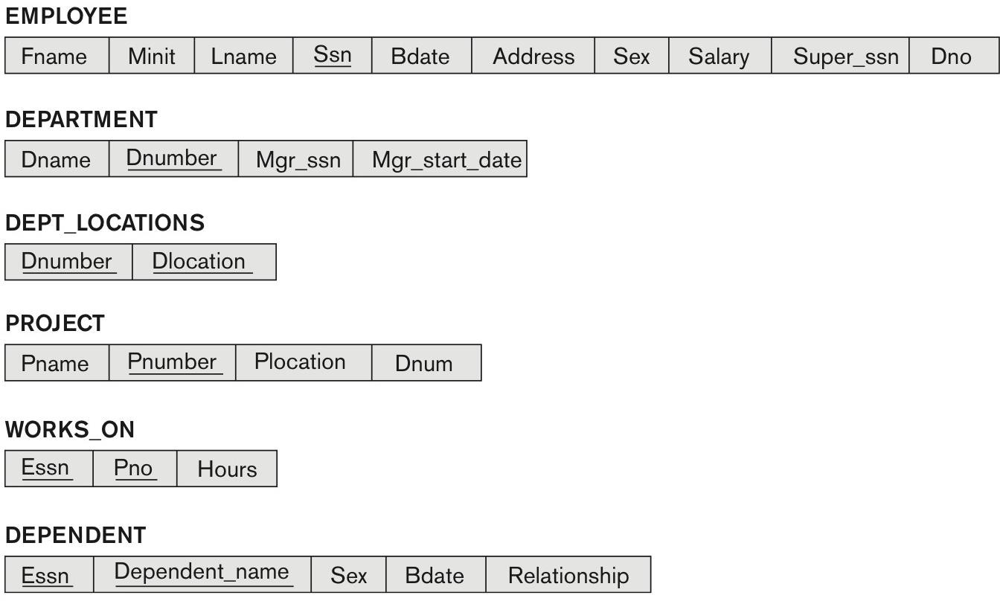 EMPLOYEE
Fname Minit Lname Ssn Bdate Address Sex Salary Super_ssn Dno
DEPARTMENT
Dname Dnumber Mgr_ssn Mgr_start_date
DEPT_LOCATIONS
Dnumber Dlocation
PROJECT
Pname Pnumber Plocation Dnum
WORKS_ON
Essn Pno Hours
DEPENDENT
Essn Dependent_name Sex Bdate Relationship